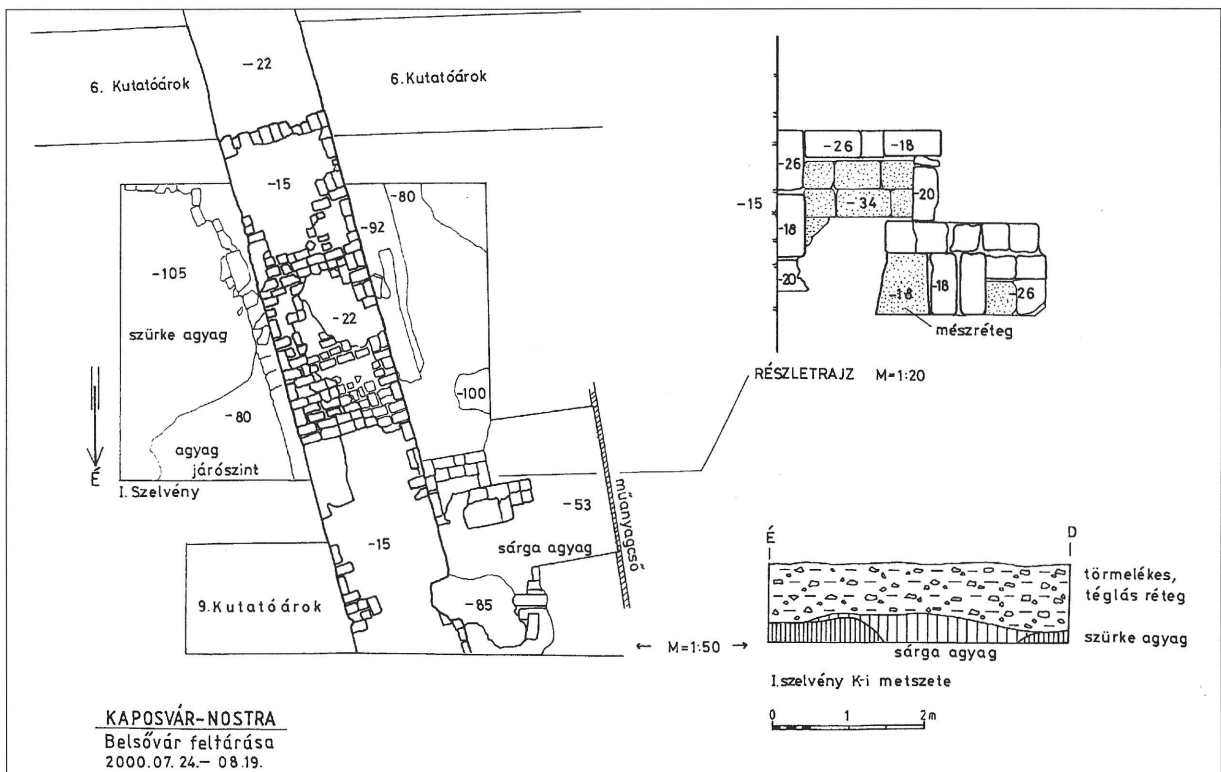 -22
6. Kutatóárok
6. Kutatóárok
-15
-80
-92
-105
szürke agyag
-22
-80
-100
agyag
járószint
É
I. Szelvény
-53
műanyagcső
-15
sárga agyag
9. Kutatóárok
-85
-26
-18
-26
-15
-34
-20
-18
-20
-18
-18
-26
mészréteg
RÉSZLETRAJZ M=1:20
É
D
törmelékes,
téglás réteg
szürke agyag
← M=1:50 →
sárga agyag
I. szelvény K-i metszete
0 1 2m
KAPOSVÁR-NOSTRA
Belsővár feltárása
2000.07. 24.– 08.19.